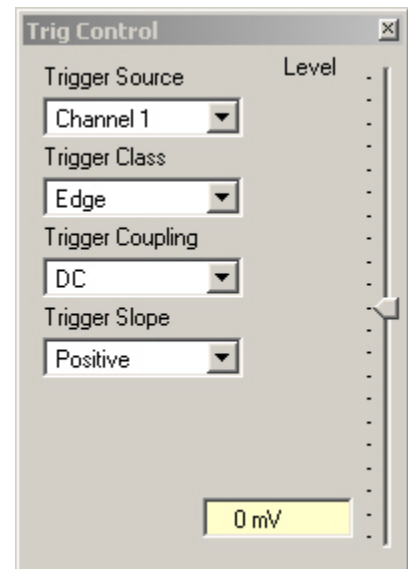 Trig Control
Trigger Source
Level
Channel 1
Trigger Class
Edge
Trigger Coupling
DC
Trigger Slope
Positive
0 mV